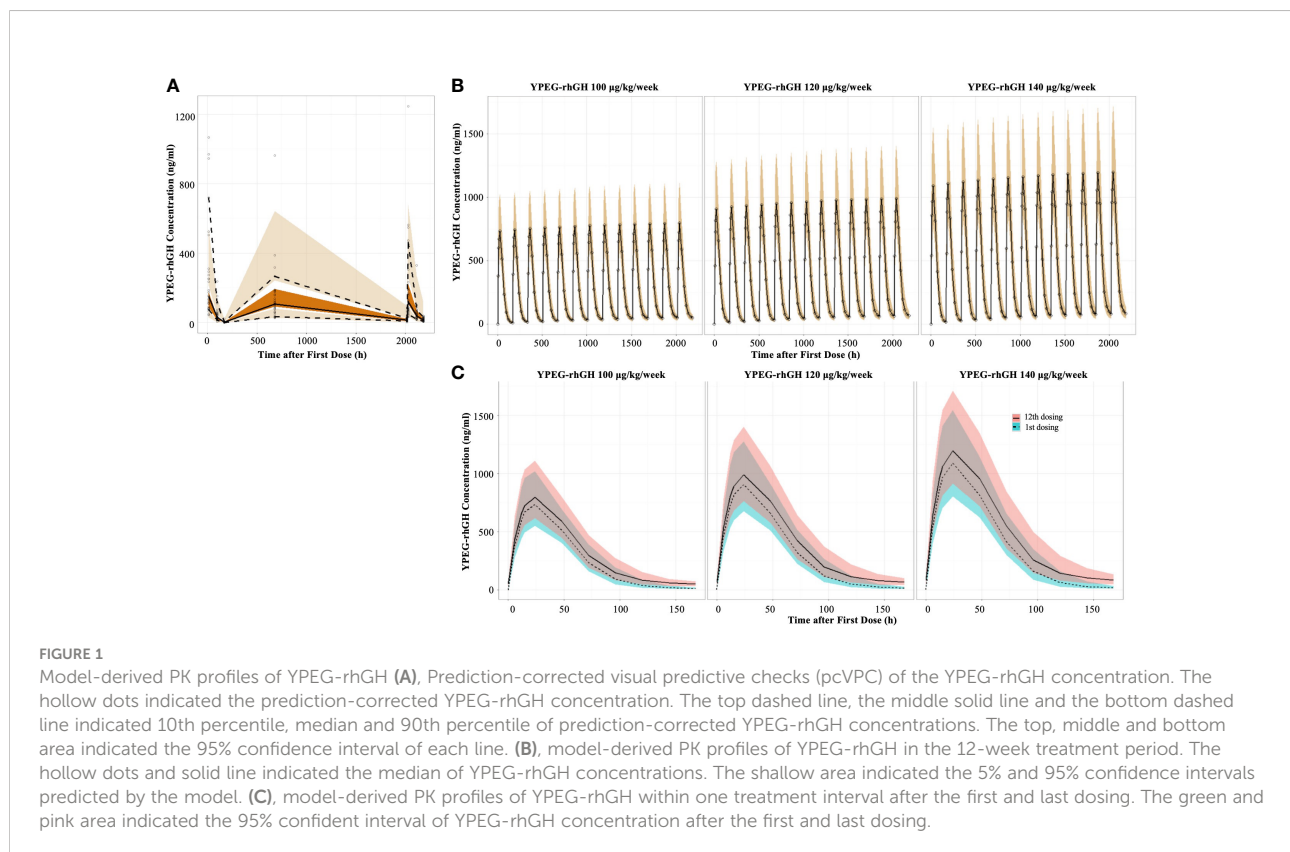 A
B
YPEG-rhGH 100 µg/kg/week
YPEG-rhGH 120 µg/kg/week
YPEG-rhGH 140 µg/kg/week
YPEG-rhGH Concentration (ng/ml)
1200
800
400
0
0
500
1000
1500
2000
Time after First Dose (h)
YPEG-rhGH Concentration (ng/ml)
1500
1000
500
0
0
500
1000
1500
2000
0
500
1000
1500
2000
0
500
1000
1500
2000
Time after First Dose (h)
C
YPEG-rhGH 100 µg/kg/week
YPEG-rhGH 120 µg/kg/week
YPEG-rhGH 140 µg/kg/week
YPEG-rhGH Concentration (ng/ml)
1500
1000
500
0
12th dosing
1st dosing
0
50
100
150
0
50
100
150
0
50
100
150
Time after First Dose (h)
FIGURE 1
Model-derived PK profiles of YPEG-rhGH (A), Prediction-corrected visual predictive checks (pcVPC) of the YPEG-rhGH concentration. The
hollow dots indicated the prediction-corrected YPEG-rhGH concentration. The top dashed line, the middle solid line and the bottom dashed
line indicated 10th percentile, median and 90th percentile of prediction-corrected YPEG-rhGH concentrations. The top, middle and bottom
area indicated the 95% confidence interval of each line. (B), model-derived PK profiles of YPEG-rhGH in the 12-week treatment period. The
hollow dots and solid line indicated the median of YPEG-rhGH concentrations. The shallow area indicated the 5% and 95% confidence intervals
predicted by the model. (C), model-derived PK profiles of YPEG-rhGH within one treatment interval after the first and last dosing. The green and
pink area indicated the 95% confident interval of YPEG-rhGH concentration after the first and last dosing.